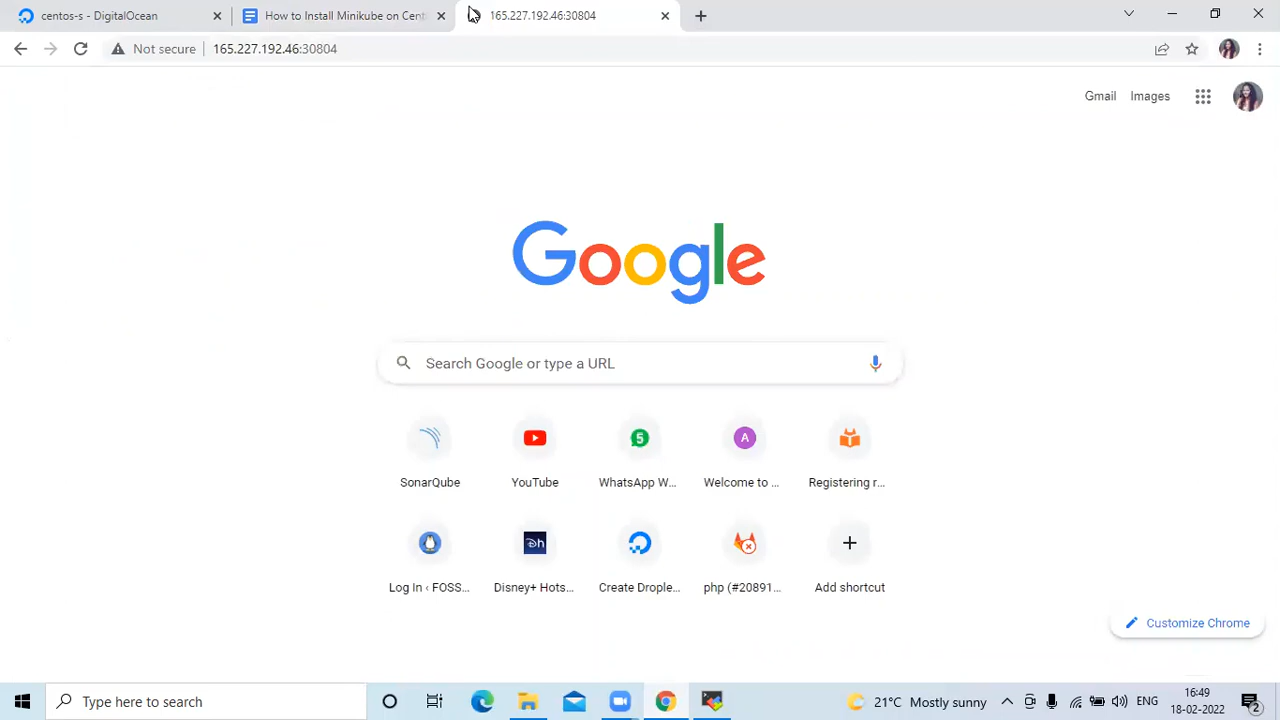 centos-s - DigitalOcean
How to Install Minikube on Cent
165.227.192.46:30804
Not secure
165.227.192.46:30804
Gmail
Images
Google
Search Google or type a URL
SonarQube
YouTube
5
WhatsApp W...
A
Welcome to ...
Registering r...
Log In ‹ FOSS...
Dh
Disney+ Hots...
Create Drople...
php (#20891...
Add shortcut
Customize Chrome
Type here to search
21°C Mostly sunny
ENG
16:49
18-02-2022
2